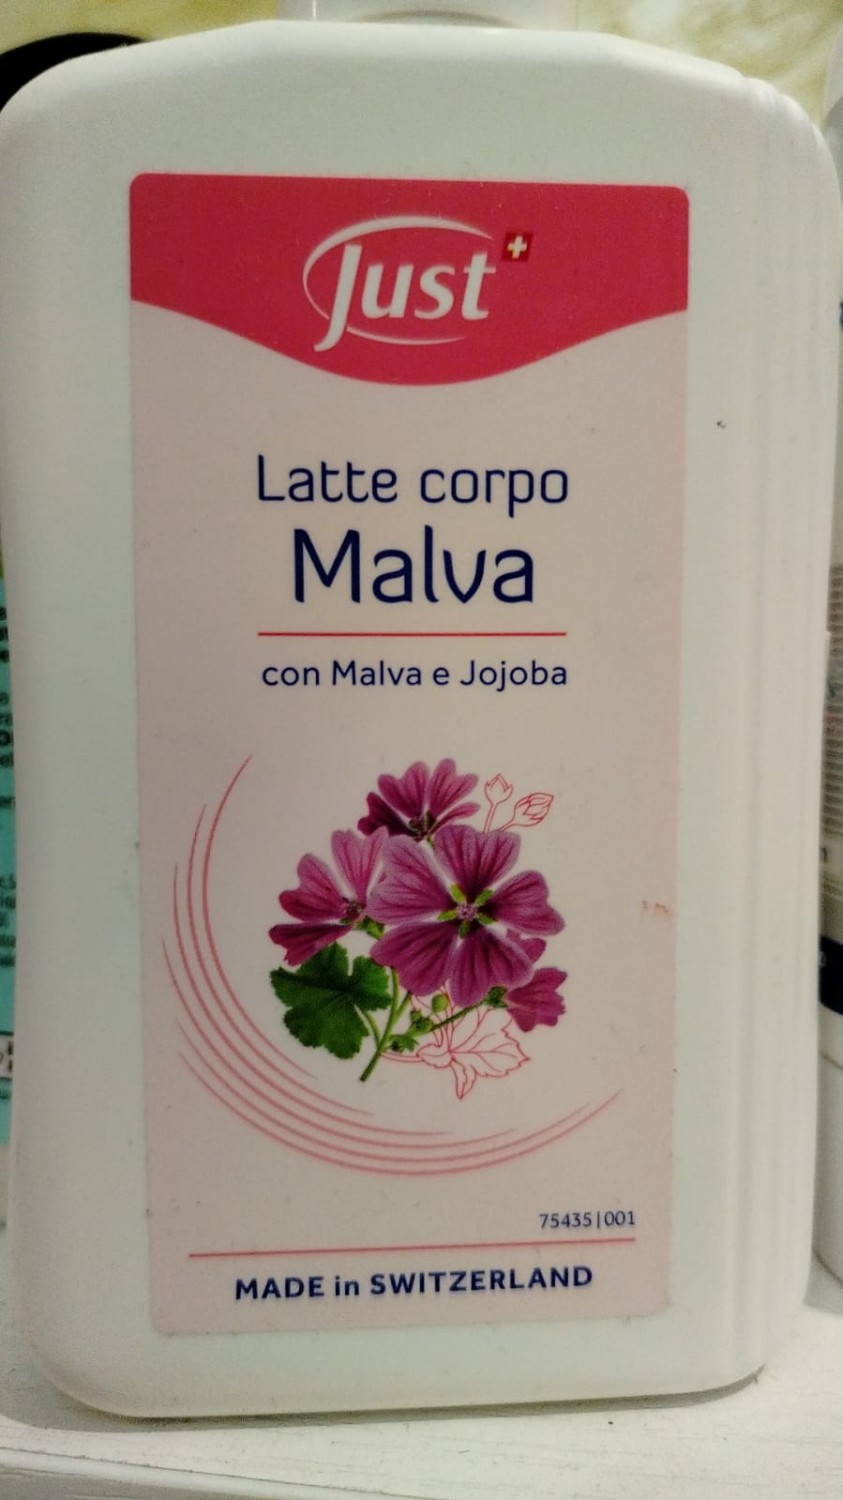 Just
Latte corpo
Malva
con Malva e Jojoba
75435|001
MADE in SWITZERLAND